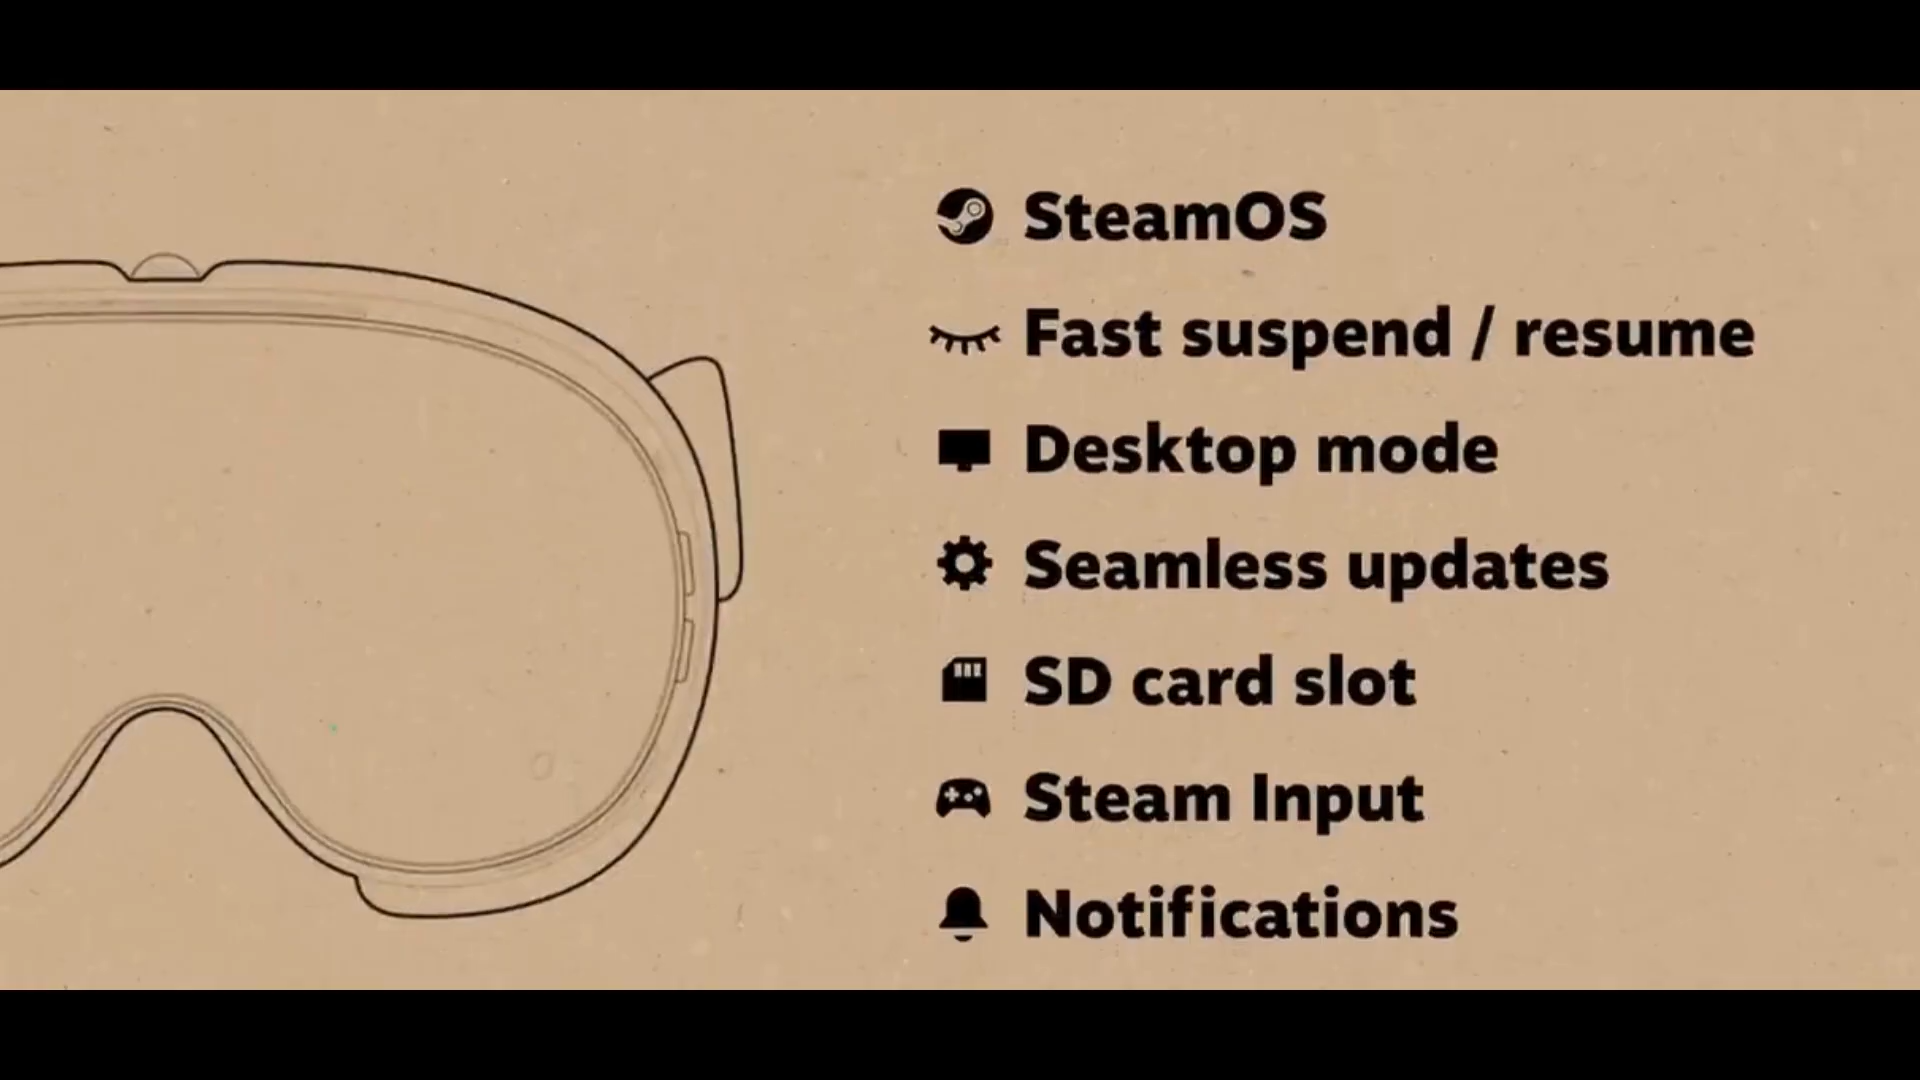 SteamOS
Fast suspend / resume
Desktop mode
Seamless updates
SD card slot
Steam Input
Notifications